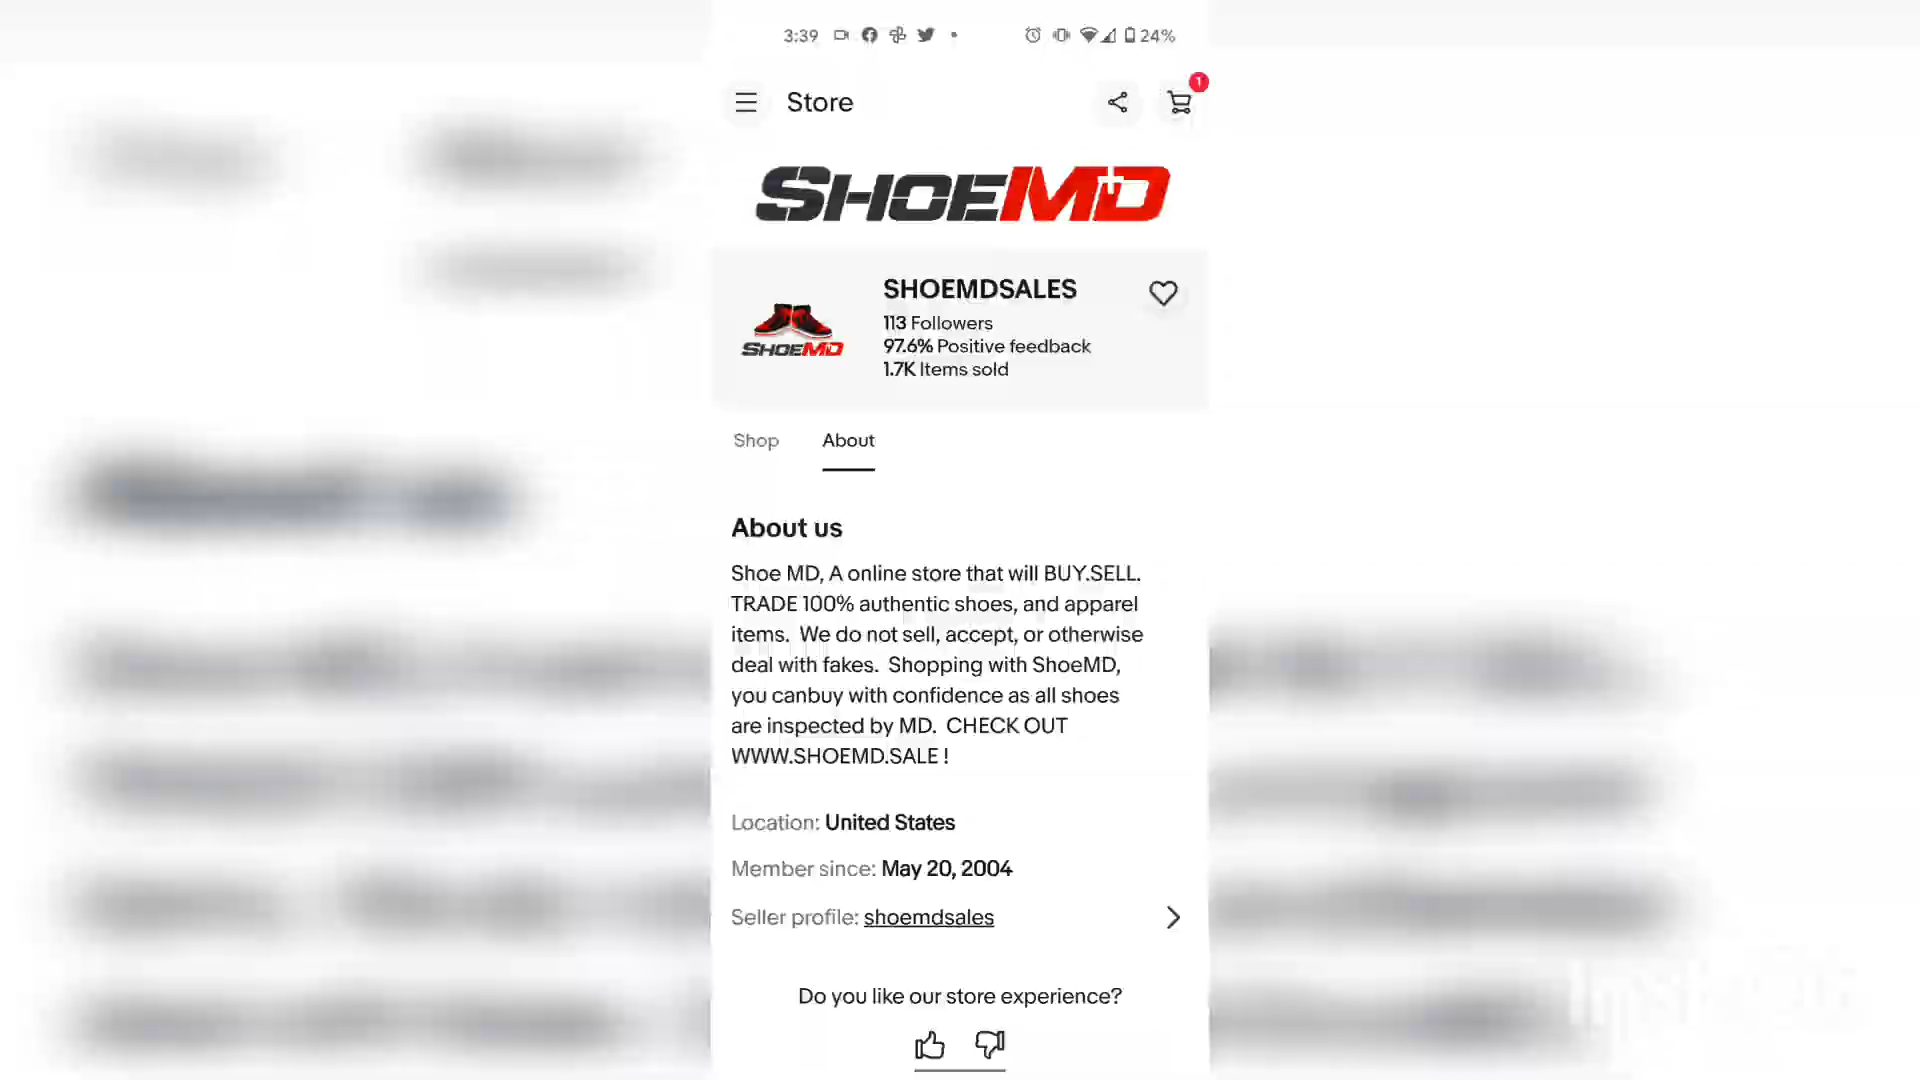 3:39
24%
1
Store
SHOEMD
SHOEMDSALES
113 Followers
97.6% Positive feedback
1.7K Items sold
SHOEMD
Shop About
About us
Shoe MD, A online store that will BUY.SELL.
TRADE 100% authentic shoes, and apparel
items.  We do not sell, accept, or otherwise
deal with fakes.  Shopping with ShoeMD,
you canbuy with confidence as all shoes
are inspected by MD.  CHECK OUT
WWW.SHOEMD.SALE !
Location: United States
Member since: May 20, 2004
Seller profile: shoemdsales
Do you like our store experience?